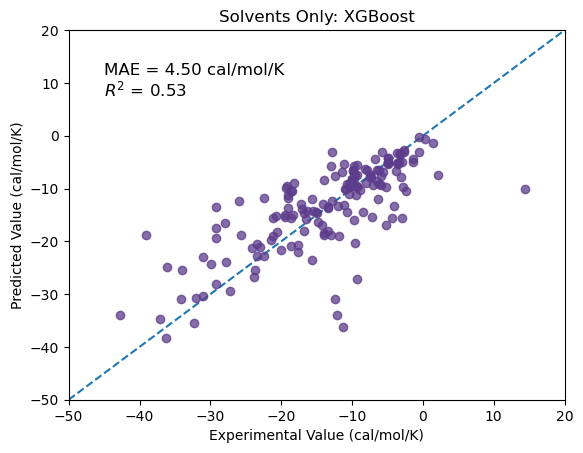 Solvents Only: XGBoost
20
10
0
−10
−20
−30
−40
−50
Predicted Value (cal/mol/K)
MAE = 4.50 cal/mol/K
R² = 0.53
−50 −40 −30 −20 −10 0 10 20
Experimental Value (cal/mol/K)